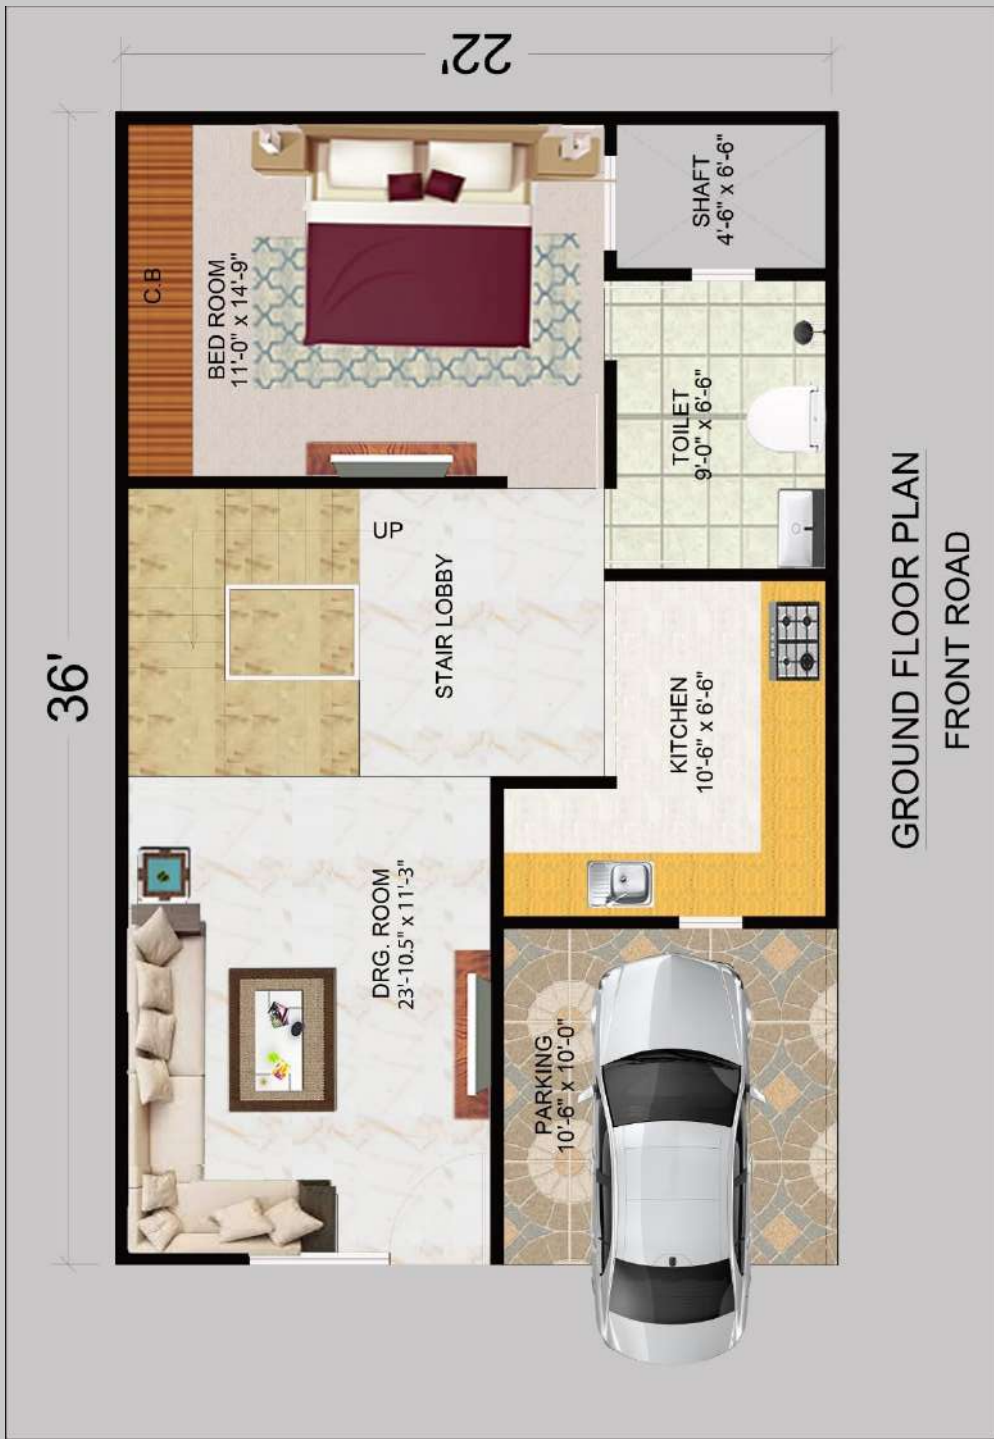 22'
36'
C.B
BED ROOM
11'-0" x 14'-9"
SHAFT
4'-6" x 6'-6"
TOILET
9'-0" x 6'-6"
UP
STAIR LOBBY
KITCHEN
10'-6" x 6'-6"
DRG. ROOM
23'-10.5" x 11'-3"
PARKING
10'-6" x 10'-0"
GROUND FLOOR PLAN
FRONT ROAD